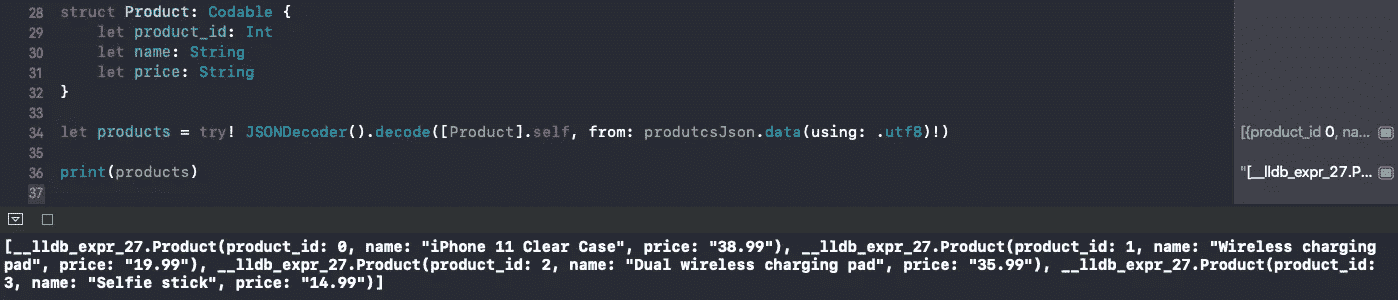 28 struct Product: Codable {
29     let product_id: Int
30     let name: String
31     let price: String
32 }
33
34 let products = try! JSONDecoder().decode([Product].self, from: produtcsJson.data(using: .utf8)!) [{product_id 0, na...
35
36 print(products) "[__lldb_expr_27.P...
37
[__lldb_expr_27.Product(product_id: 0, name: "iPhone 11 Clear Case", price: "38.99"), __lldb_expr_27.Product(product_id: 1, name: "Wireless charging
pad", price: "19.99"), __lldb_expr_27.Product(product_id: 2, name: "Dual wireless charging pad", price: "35.99"), __lldb_expr_27.Product(product_id:
3, name: "Selfie stick", price: "14.99")]